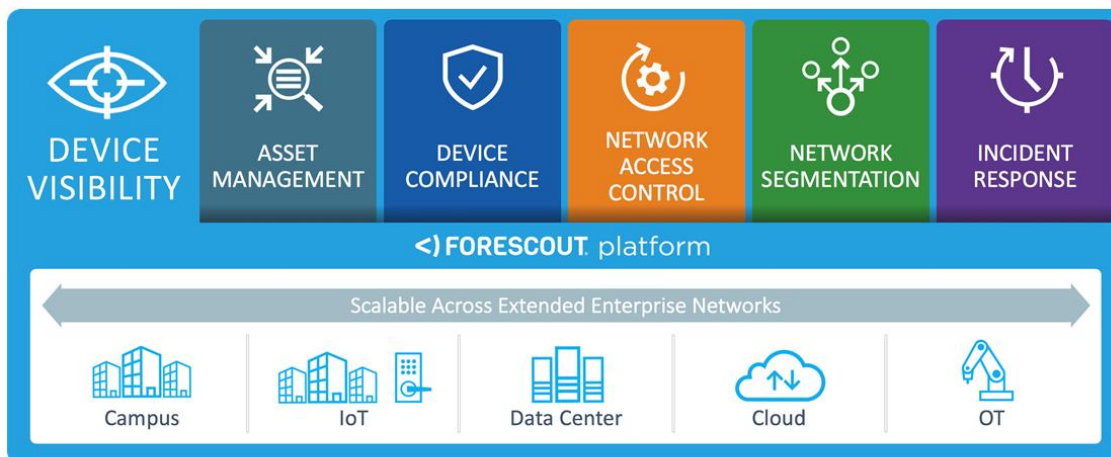 DEVICE
VISIBILITY
ASSET
MANAGEMENT
DEVICE
COMPLIANCE
NETWORK
ACCESS
CONTROL
NETWORK
SEGMENTATION
INCIDENT
RESPONSE
<) FORESCOUT. platform
Scalable Across Extended Enterprise Networks
Campus
IoT
Data Center
Cloud
OT